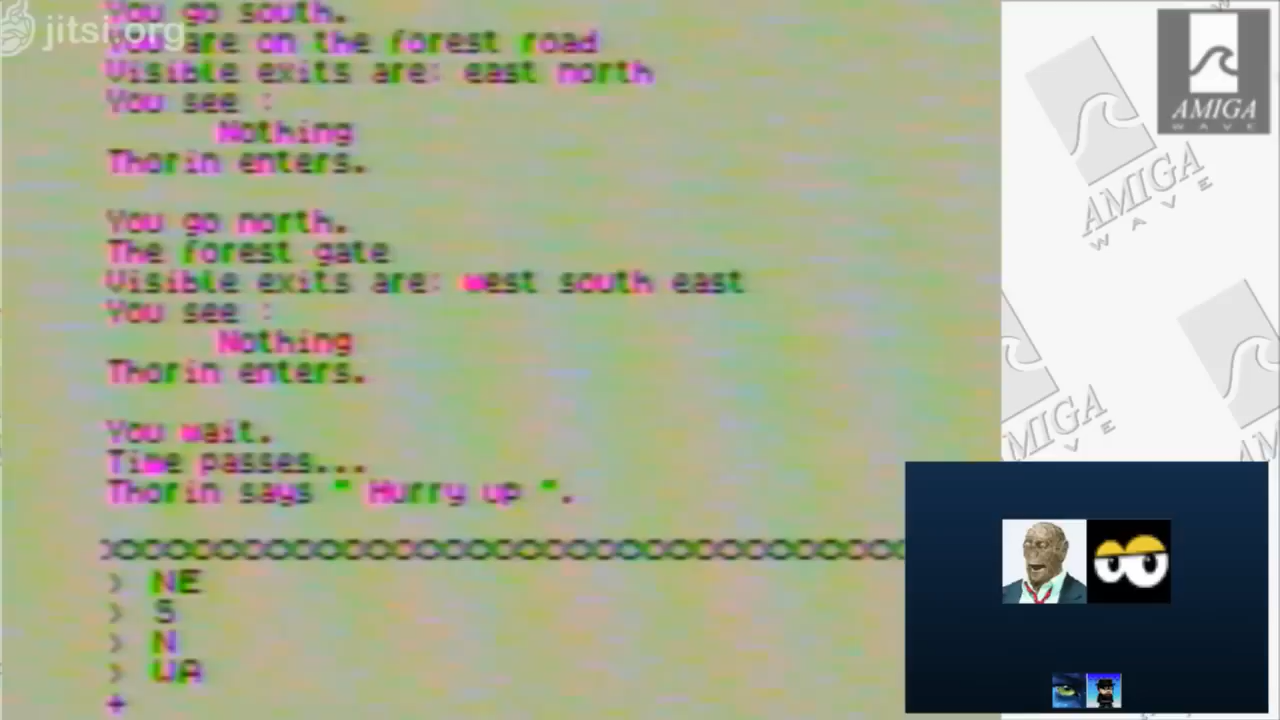 You go south.
jitsi.org
You are on the forest road
Visible exits are: east north
You see :
Nothing
Thorin enters.
You go north.
The forest gate
Visible exits are: west south east
You see :
Nothing
Thorin enters.
You wait.
Time passes...
Thorin says " Hurry up ".
> NE
> S
> N
> WA
+
AMIGA
WAVE
AMIGA
WAVE